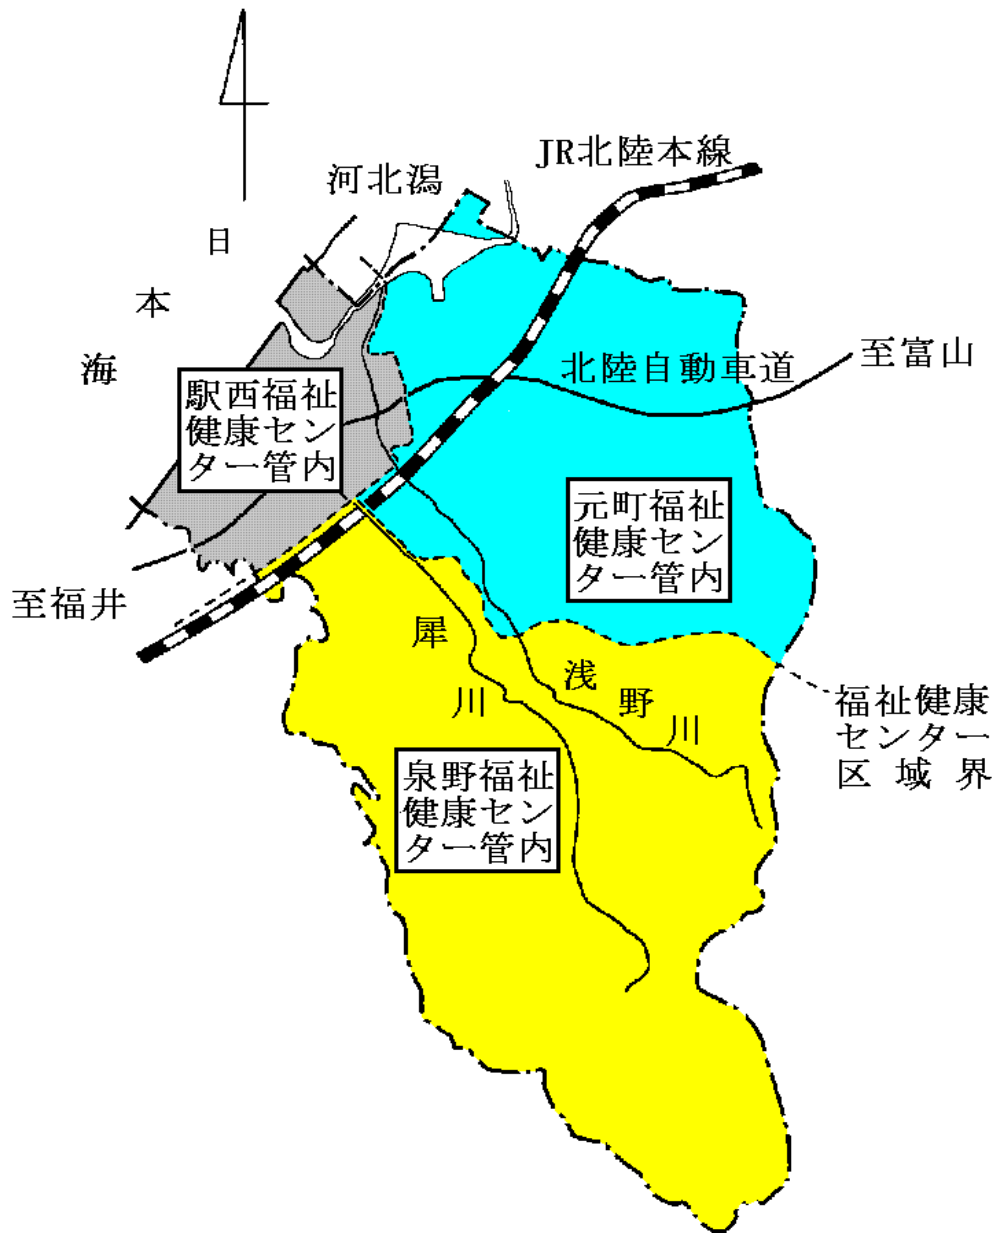 JR北陸本線
河北潟
日本海
北陸自動車道
至富山
駅西福祉
健康セン
ター管内
元町福祉
健康セン
ター管内
至福井
犀川
浅野川
福祉健康
センター
区域界
泉野福祉
健康セン
ター管内